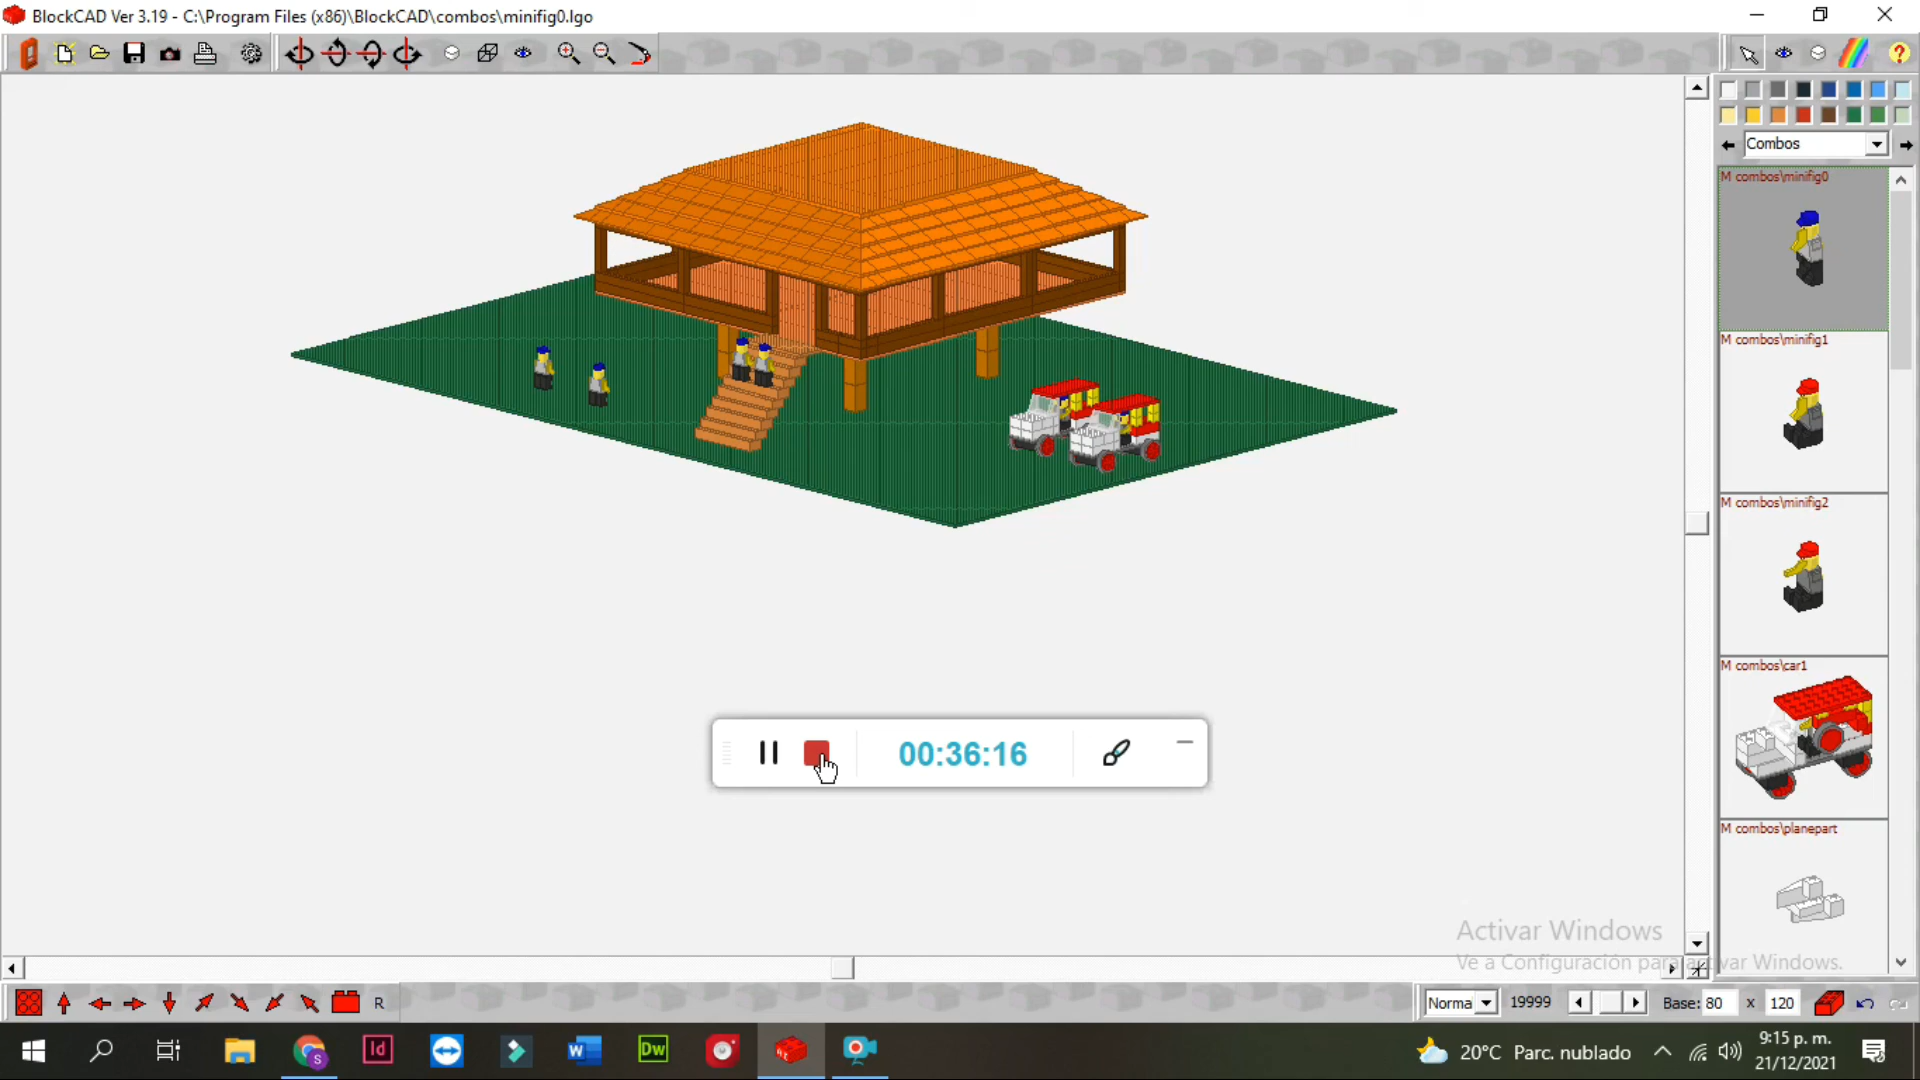 BlockCAD Ver 3.19 - C:\Program Files (x86)\BlockCAD\combos\minifig0.lgo
Combos
M combos\minifig0
M combos\minifig1
M combos\minifig2
M combos\car1
M combos\planepart
00:36:16
Activar Windows
Ve a Configuración para activar Windows.
R
Norma
19999
Base: 80 x 120
S
Id
W
Dw
20°C Parc. nublado
9:15 p. m.
21/12/2021